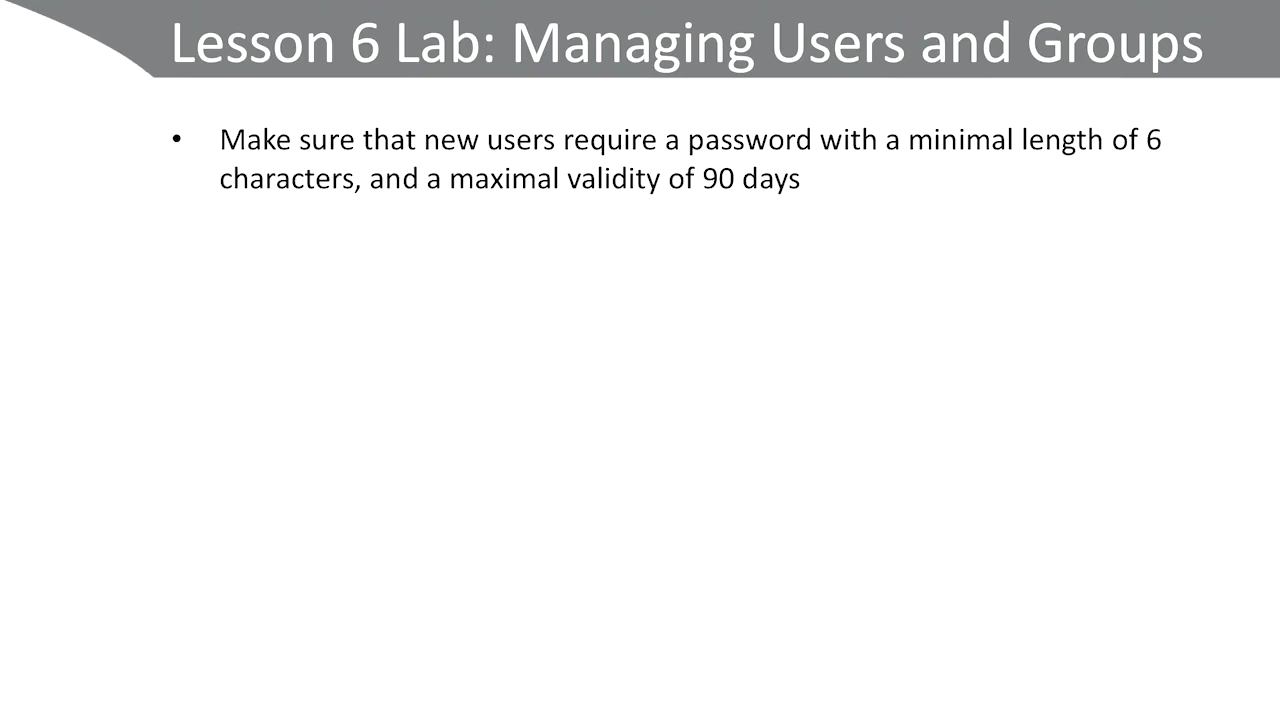 Lesson 6 Lab: Managing Users and Groups
• Make sure that new users require a password with a minimal length of 6
characters, and a maximal validity of 90 days